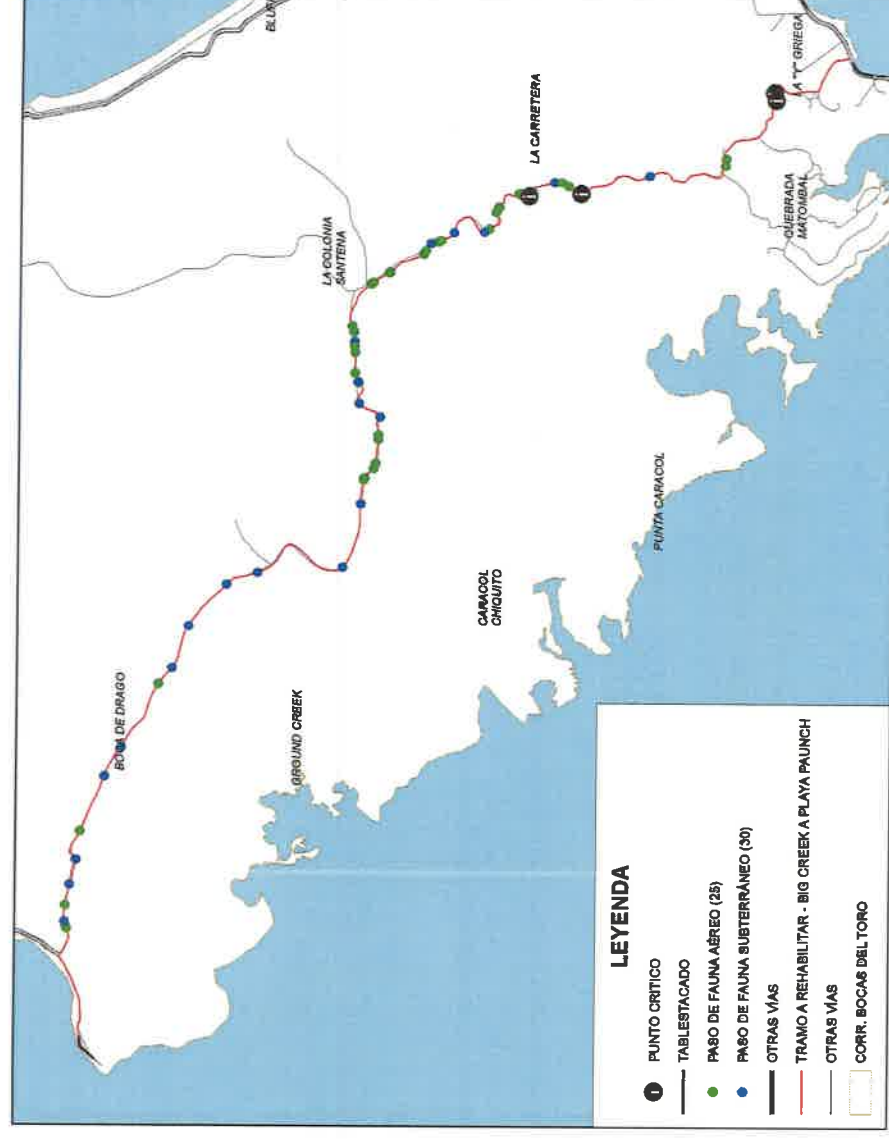 BLUF
LA CARRETERA
LA "Y" GRIEGA
LA COLONIA
SANTENA
QUEBRADA
MATOMBAL
PUNTA CARACOL
CARACOL
CHIQUITO
BOCA DE DRAGO
GROUND CREEK
LEYENDA
PUNTO CRITICO
TABLESTACADO
PASO DE FAUNA AÉREO (25)
PASO DE FAUNA SUBTERRÁNEO (30)
OTRAS VÍAS
TRAMO A REHABILITAR - BIG CREEK A PLAYA PAUNCH
OTRAS VÍAS
CORR. BOCAS DEL TORO